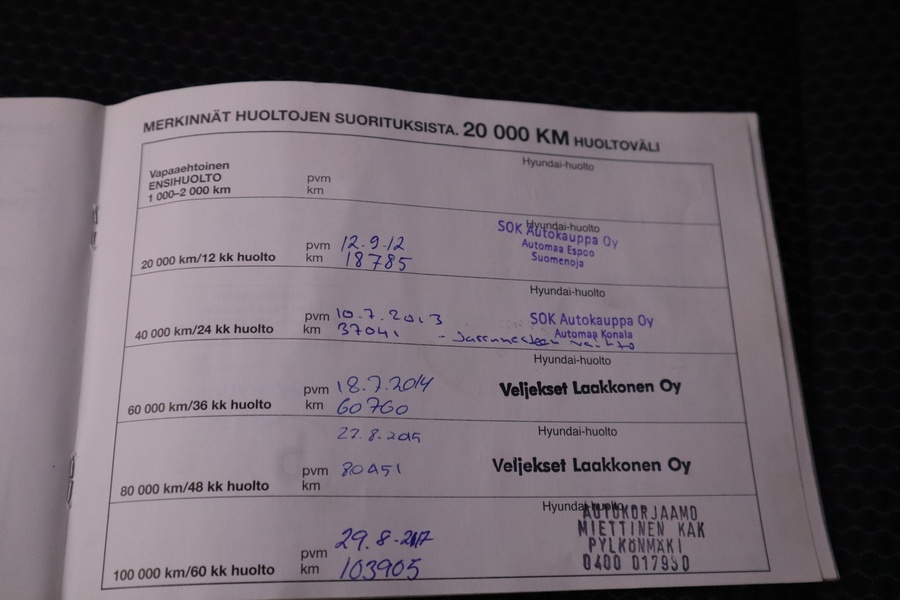 MERKINNÄT HUOLTOJEN SUORITUKSISTA. 20 000 KM HUOLTOVÄLI
Vapaaehtoinen
ENSIHUOLTO
1 000–2 000 km
pvm
km
Hyundai-huolto
20 000 km/12 kk huolto
pvm 12.9.12
km 18785
Hyundai-huolto
SOK Autokauppa Oy
Automaa Espoo
Suomenoja
40 000 km/24 kk huolto
pvm 10.7.2013
km 37041 - Jarrunesteen vaihto
Hyundai-huolto
SOK Autokauppa Oy
Automaa Konala
60 000 km/36 kk huolto
pvm 18.7.2014
km 60760
Hyundai-huolto
Veljekset Laakkonen Oy
80 000 km/48 kk huolto
27.8.2015
pvm 80451
km
Hyundai-huolto
Veljekset Laakkonen Oy
100 000 km/60 kk huolto
pvm 29.8-2017
km 103905
Hyundai-huolto
AUTOKORJAAMO
MIETTINEN KAK
PYLKÖNMÄKI
0400 017950